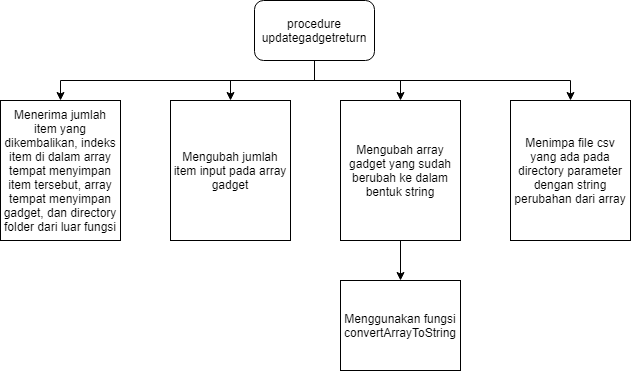 procedure
updategadgetreturn
Menerima jumlah
item yang
dikembalikan, indeks
item di dalam array
tempat menyimpan
item tersebut, array
tempat menyimpan
gadget, dan directory
folder dari luar fungsi
Mengubah jumlah
item input pada array
gadget
Mengubah array
gadget yang sudah
berubah ke dalam
bentuk string
Menimpa file csv
yang ada pada
directory parameter
dengan string
perubahan dari array
Menggunakan fungsi
convertArrayToString